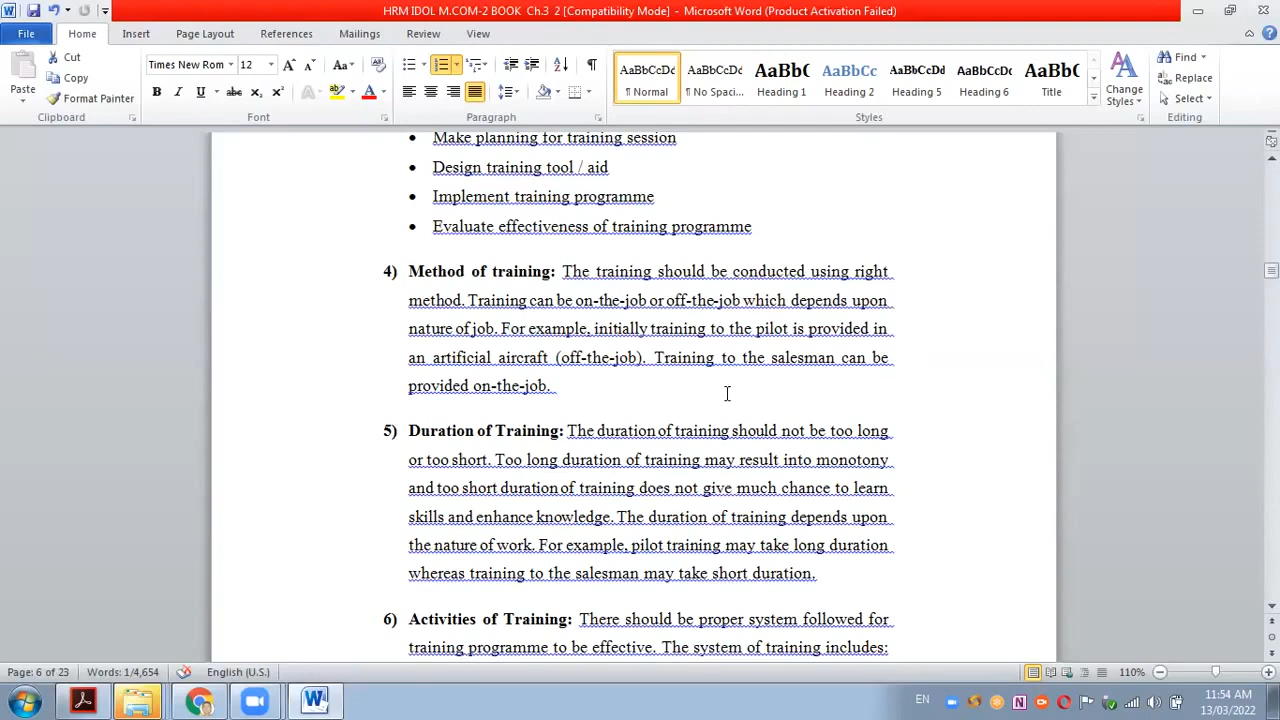 HRM IDOL M.COM-2 BOOK Ch.3 2 [Compatibility Mode] - Microsoft Word (Product Activation Failed)
File Home Insert Page Layout References Mailings Review View
Paste
Cut
Copy
Format Painter
Clipboard
Times New Rom 12
Font
Paragraph
AaBbCcDc AaBbCcDc AaBbC AaBbCc AaBbCcDd AaBbCcDc AaBbC
¶ Normal ¶ No Spaci... Heading 1 Heading 2 Heading 5 Heading 6 Title
Change Styles
Styles
Find
Replace
Select
Editing
• Make planning for training session
• Design training tool / aid
• Implement training programme
• Evaluate effectiveness of training programme
4) Method of training: The training should be conducted using right
method. Training can be on-the-job or off-the-job which depends upon
nature of job. For example, initially training to the pilot is provided in
an artificial aircraft (off-the-job). Training to the salesman can be
provided on-the-job.
5) Duration of Training: The duration of training should not be too long
or too short. Too long duration of training may result into monotony
and too short duration of training does not give much chance to learn
skills and enhance knowledge. The duration of training depends upon
the nature of work. For example, pilot training may take long duration
whereas training to the salesman may take short duration.
6) Activities of Training: There should be proper system followed for
training programme to be effective. The system of training includes:
Page: 6 of 23 Words: 1/4,654 English (U.S.) 110%
EN
11:54 AM
13/03/2022